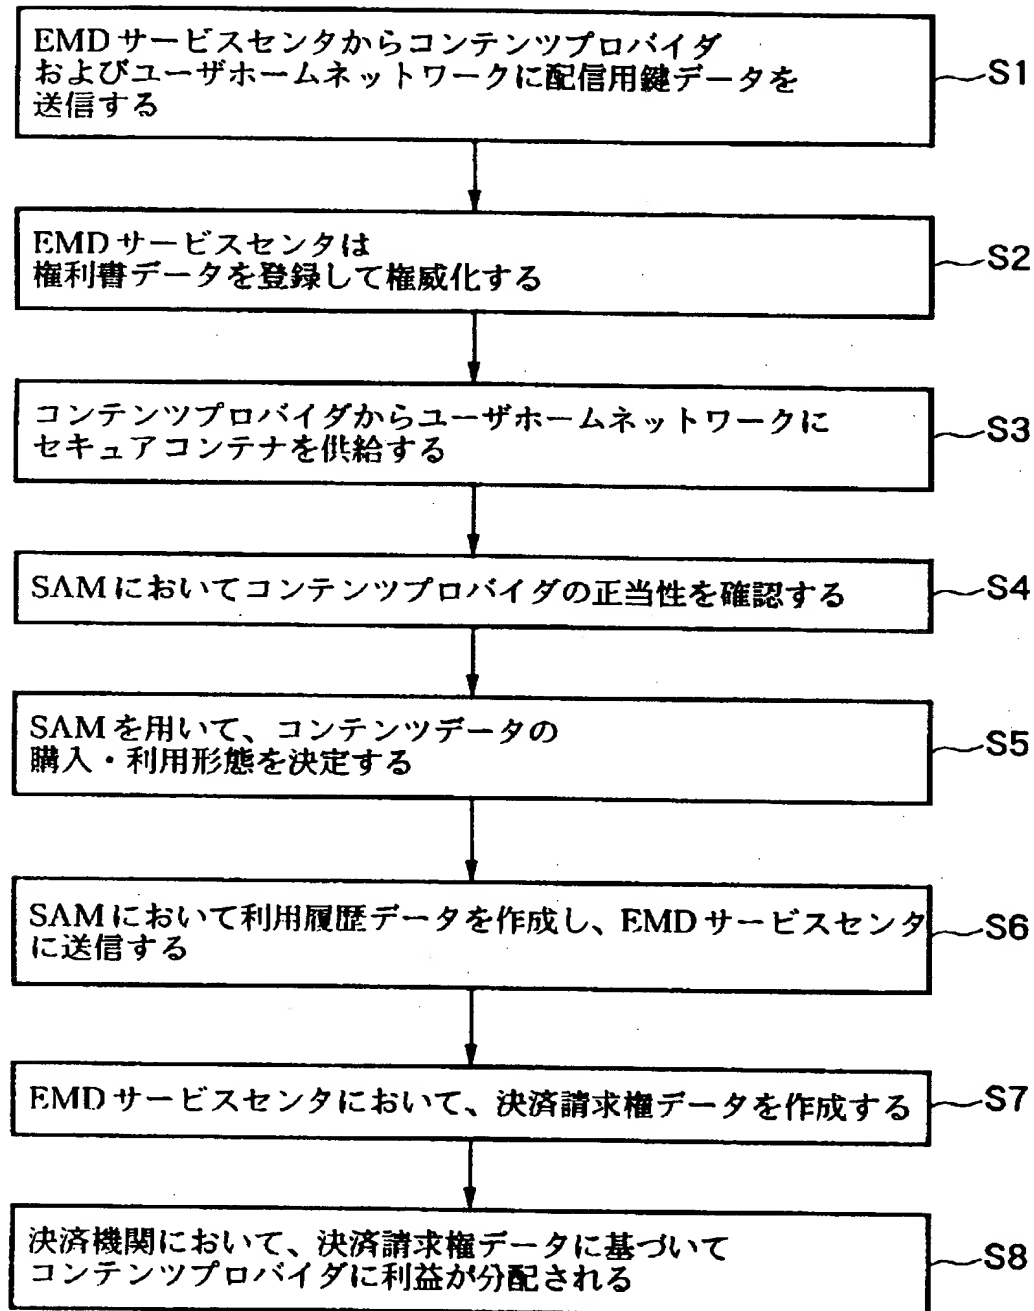 EMDサービスセンタからコンテンツプロバイダ
およびユーザホームネットワークに配信用鍵データを
送信する
S1
EMDサービスセンタは
権利書データを登録して権威化する
S2
コンテンツプロバイダからユーザホームネットワークに
セキュアコンテナを供給する
S3
SAMにおいてコンテンツプロバイダの正当性を確認する
S4
SAMを用いて、コンテンツデータの
購入・利用形態を決定する
S5
SAMにおいて利用履歴データを作成し、EMDサービスセンタ
に送信する
S6
EMDサービスセンタにおいて、決済請求権データを作成する
S7
決済機関において、決済請求権データに基づいて
コンテンツプロバイダに利益が分配される
S8